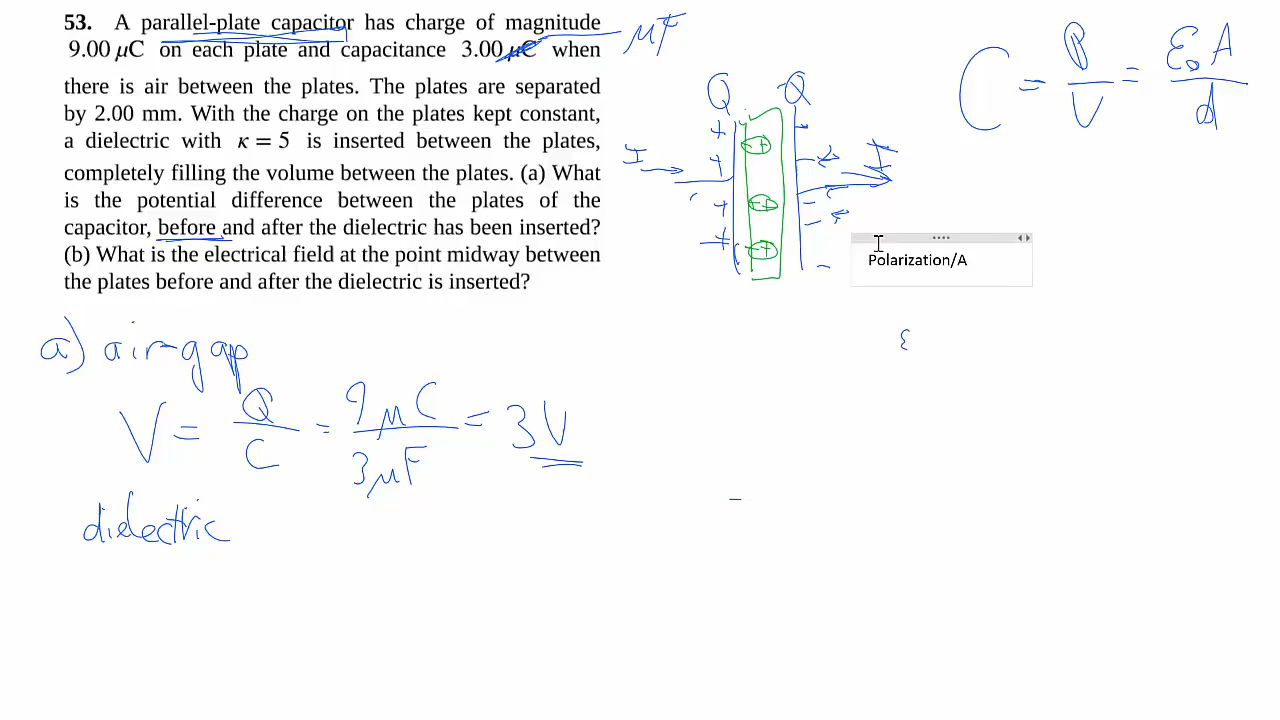 53. A parallel-plate capacitor has charge of magnitude
9.00 μC on each plate and capacitance 3.00 μC when
μF
there is air between the plates. The plates are separated
by 2.00 mm. With the charge on the plates kept constant,
a dielectric with κ = 5 is inserted between the plates,
completely filling the volume between the plates. (a) What
is the potential difference between the plates of the
capacitor, before and after the dielectric has been inserted?
(b) What is the electrical field at the point midway between
the plates before and after the dielectric is inserted?
Q -Q
I I
C = Q/V = ε₀A/d
Polarization/A
ε
a) air-gap
V = Q/C = 9μC/3μF = 3V
dielectric